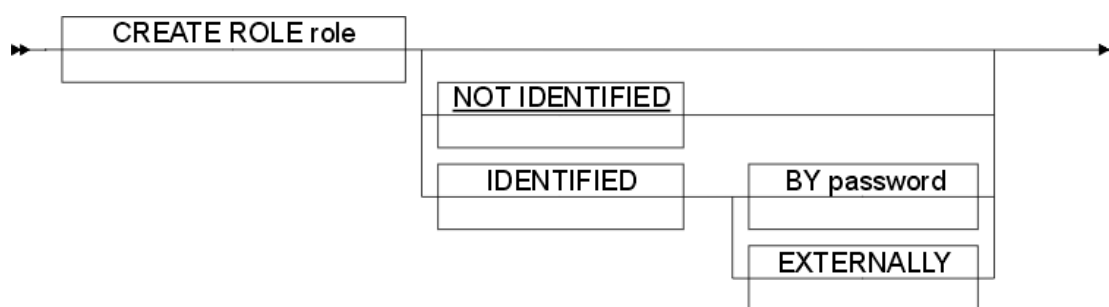 CREATE ROLE role
NOT IDENTIFIED
IDENTIFIED
BY password
EXTERNALLY